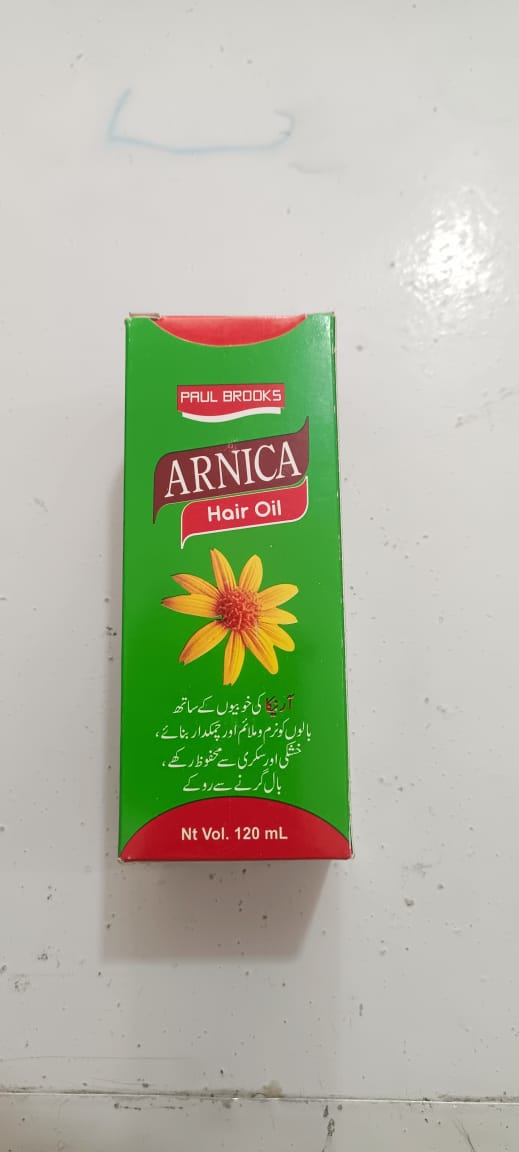 PAUL BROOKS
ARNICA
Hair Oil
آرنیکا کی خوبیوں کے ساتھ
بالوں کو نرم و ملائم اور چمکدار بنائے،
خشکی اور سکری سے محفوظ رکھے،
بال گرنے سے روکے
Nt Vol. 120 mL